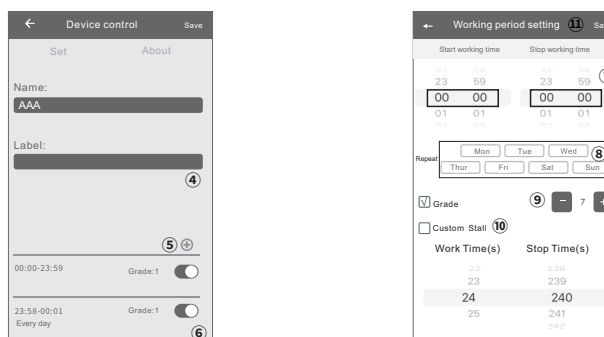 Device control
Save
Set
About
Name:
AAA
Label:
④
⑤
00:00-23:59
Grade:1
23:58-00:01
Grade:1
Every day
⑥
Working period setting ⑪
Start working time
Stop working time
23 59
23 59
00 00
00 00
01 01
01 01
Repeat
Mon
Tue
Wed
⑧
Thur
Fri
Sat
Sun
√ Grade
⑨
− 7 +
Custom Stall ⑩
Work Time(s)
Stop Time(s)
22
238
23
239
24
240
25
241
242